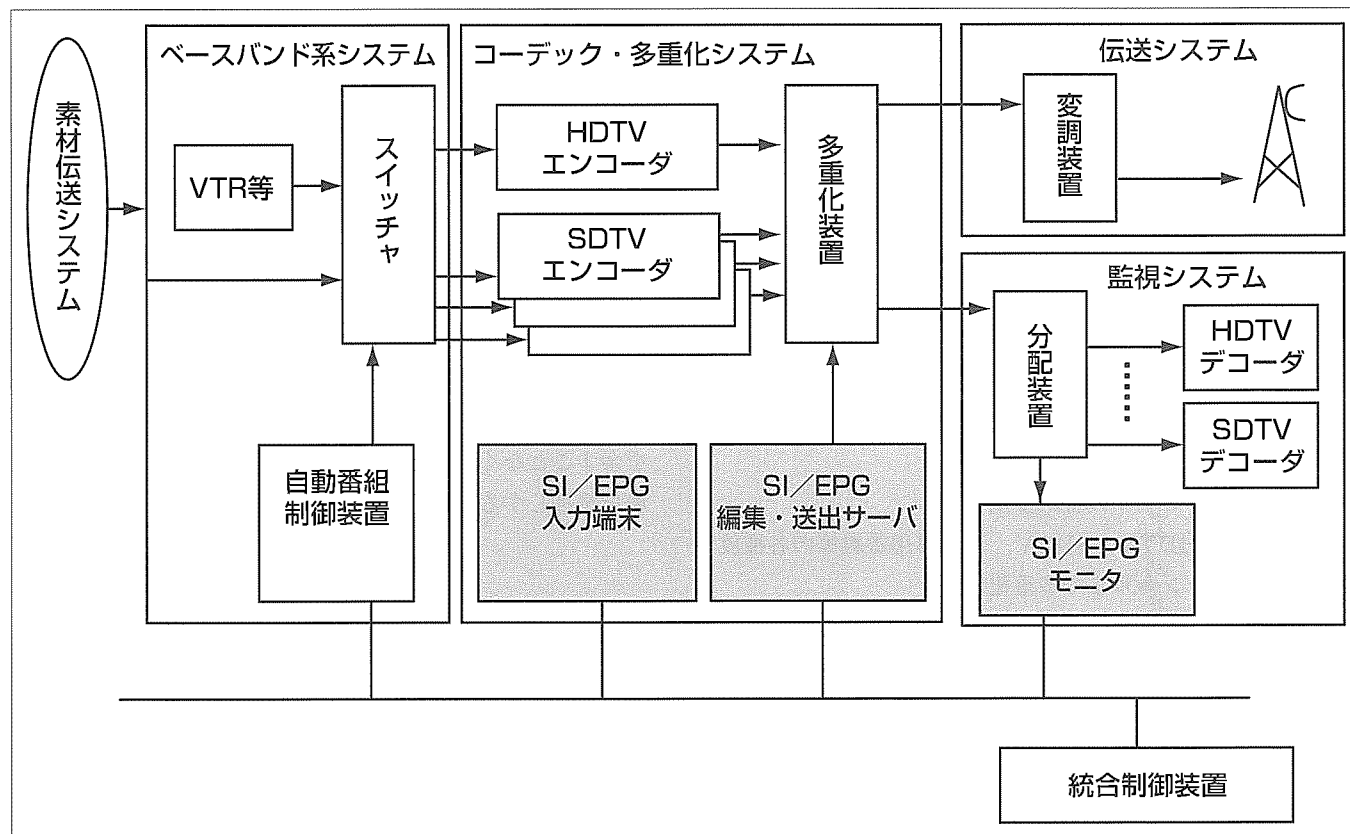 素材伝送システム
ベースバンド系システム
VTR等
スイッチャ
自動番組
制御装置
コーデック・多重化システム
HDTV
エンコーダ
SDTV
エンコーダ
多重化装置
SI／EPG
入力端末
SI／EPG
編集・送出サーバ
伝送システム
変調装置
監視システム
分配装置
HDTV
デコーダ
SDTV
デコーダ
SI／EPG
モニタ
統合制御装置